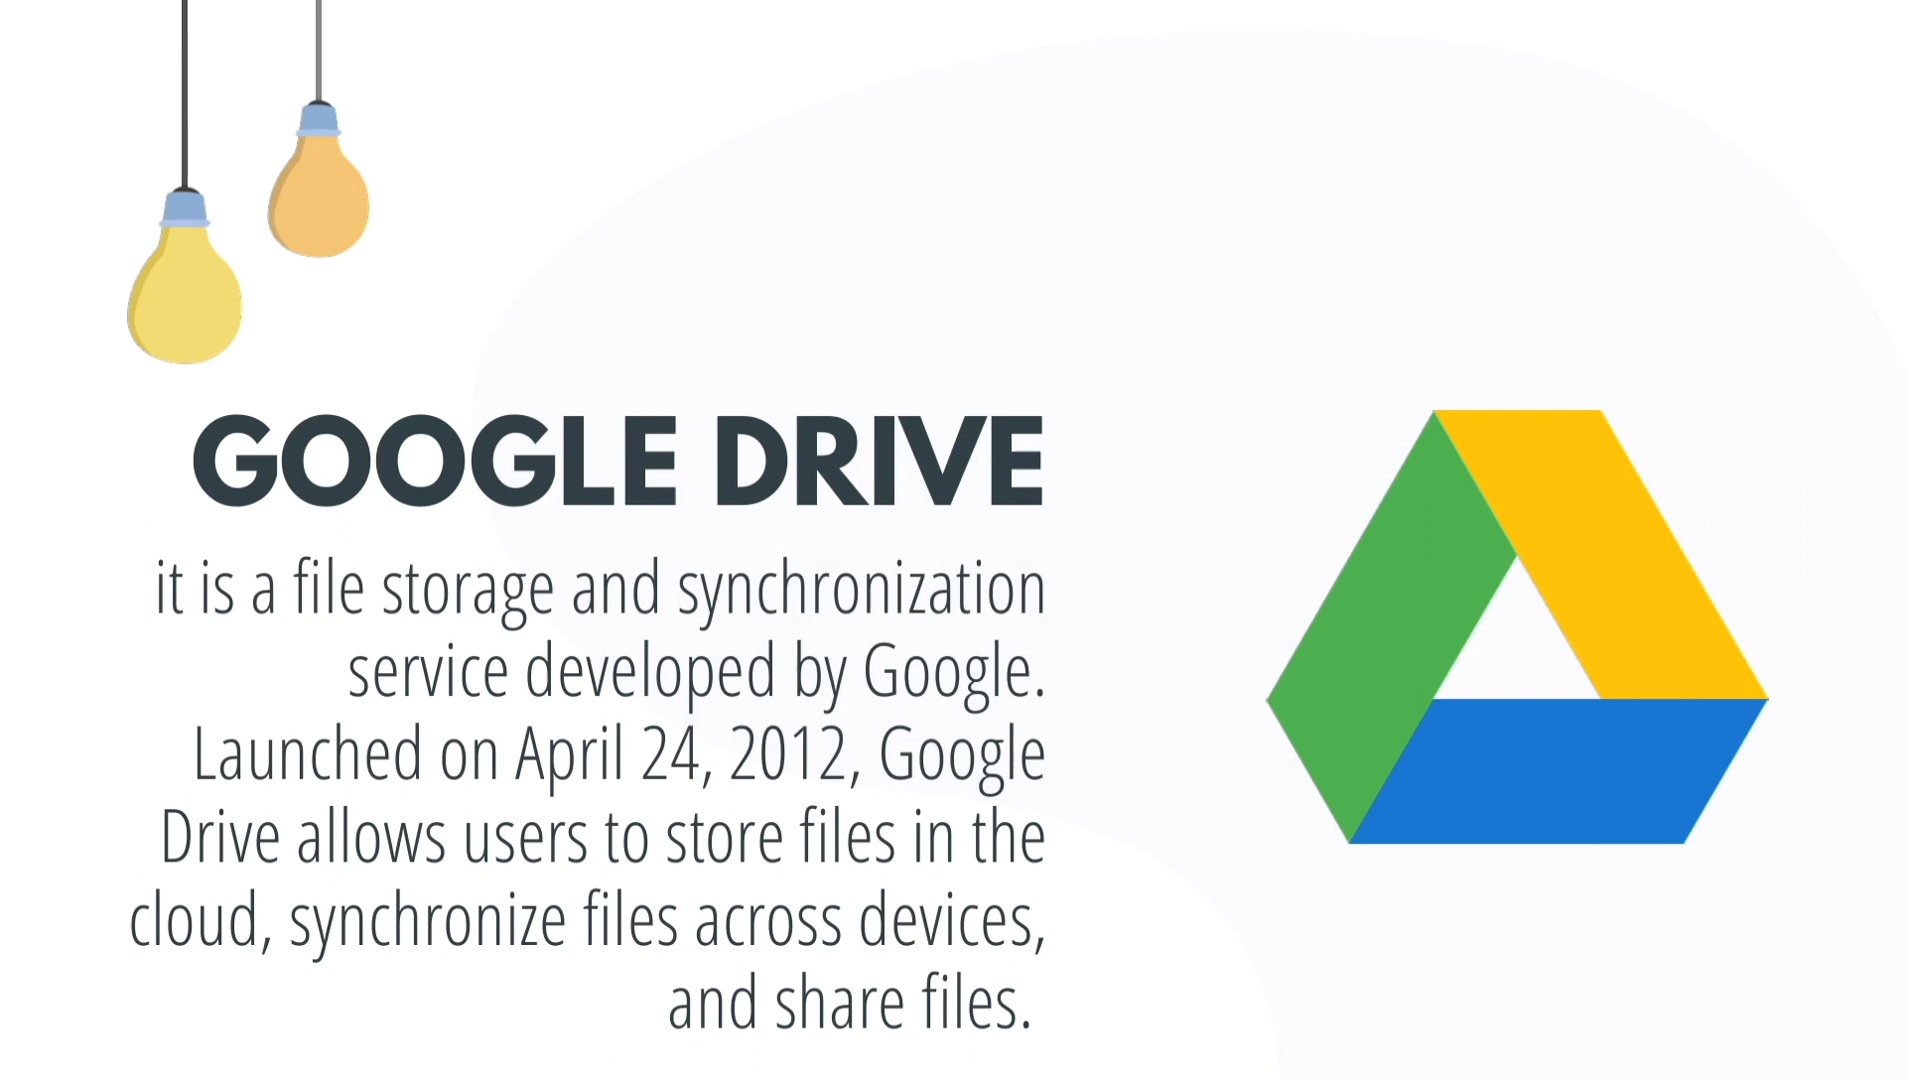 GOOGLE DRIVE
it is a file storage and synchronization
service developed by Google.
Launched on April 24, 2012, Google
Drive allows users to store files in the
cloud, synchronize files across devices,
and share files.